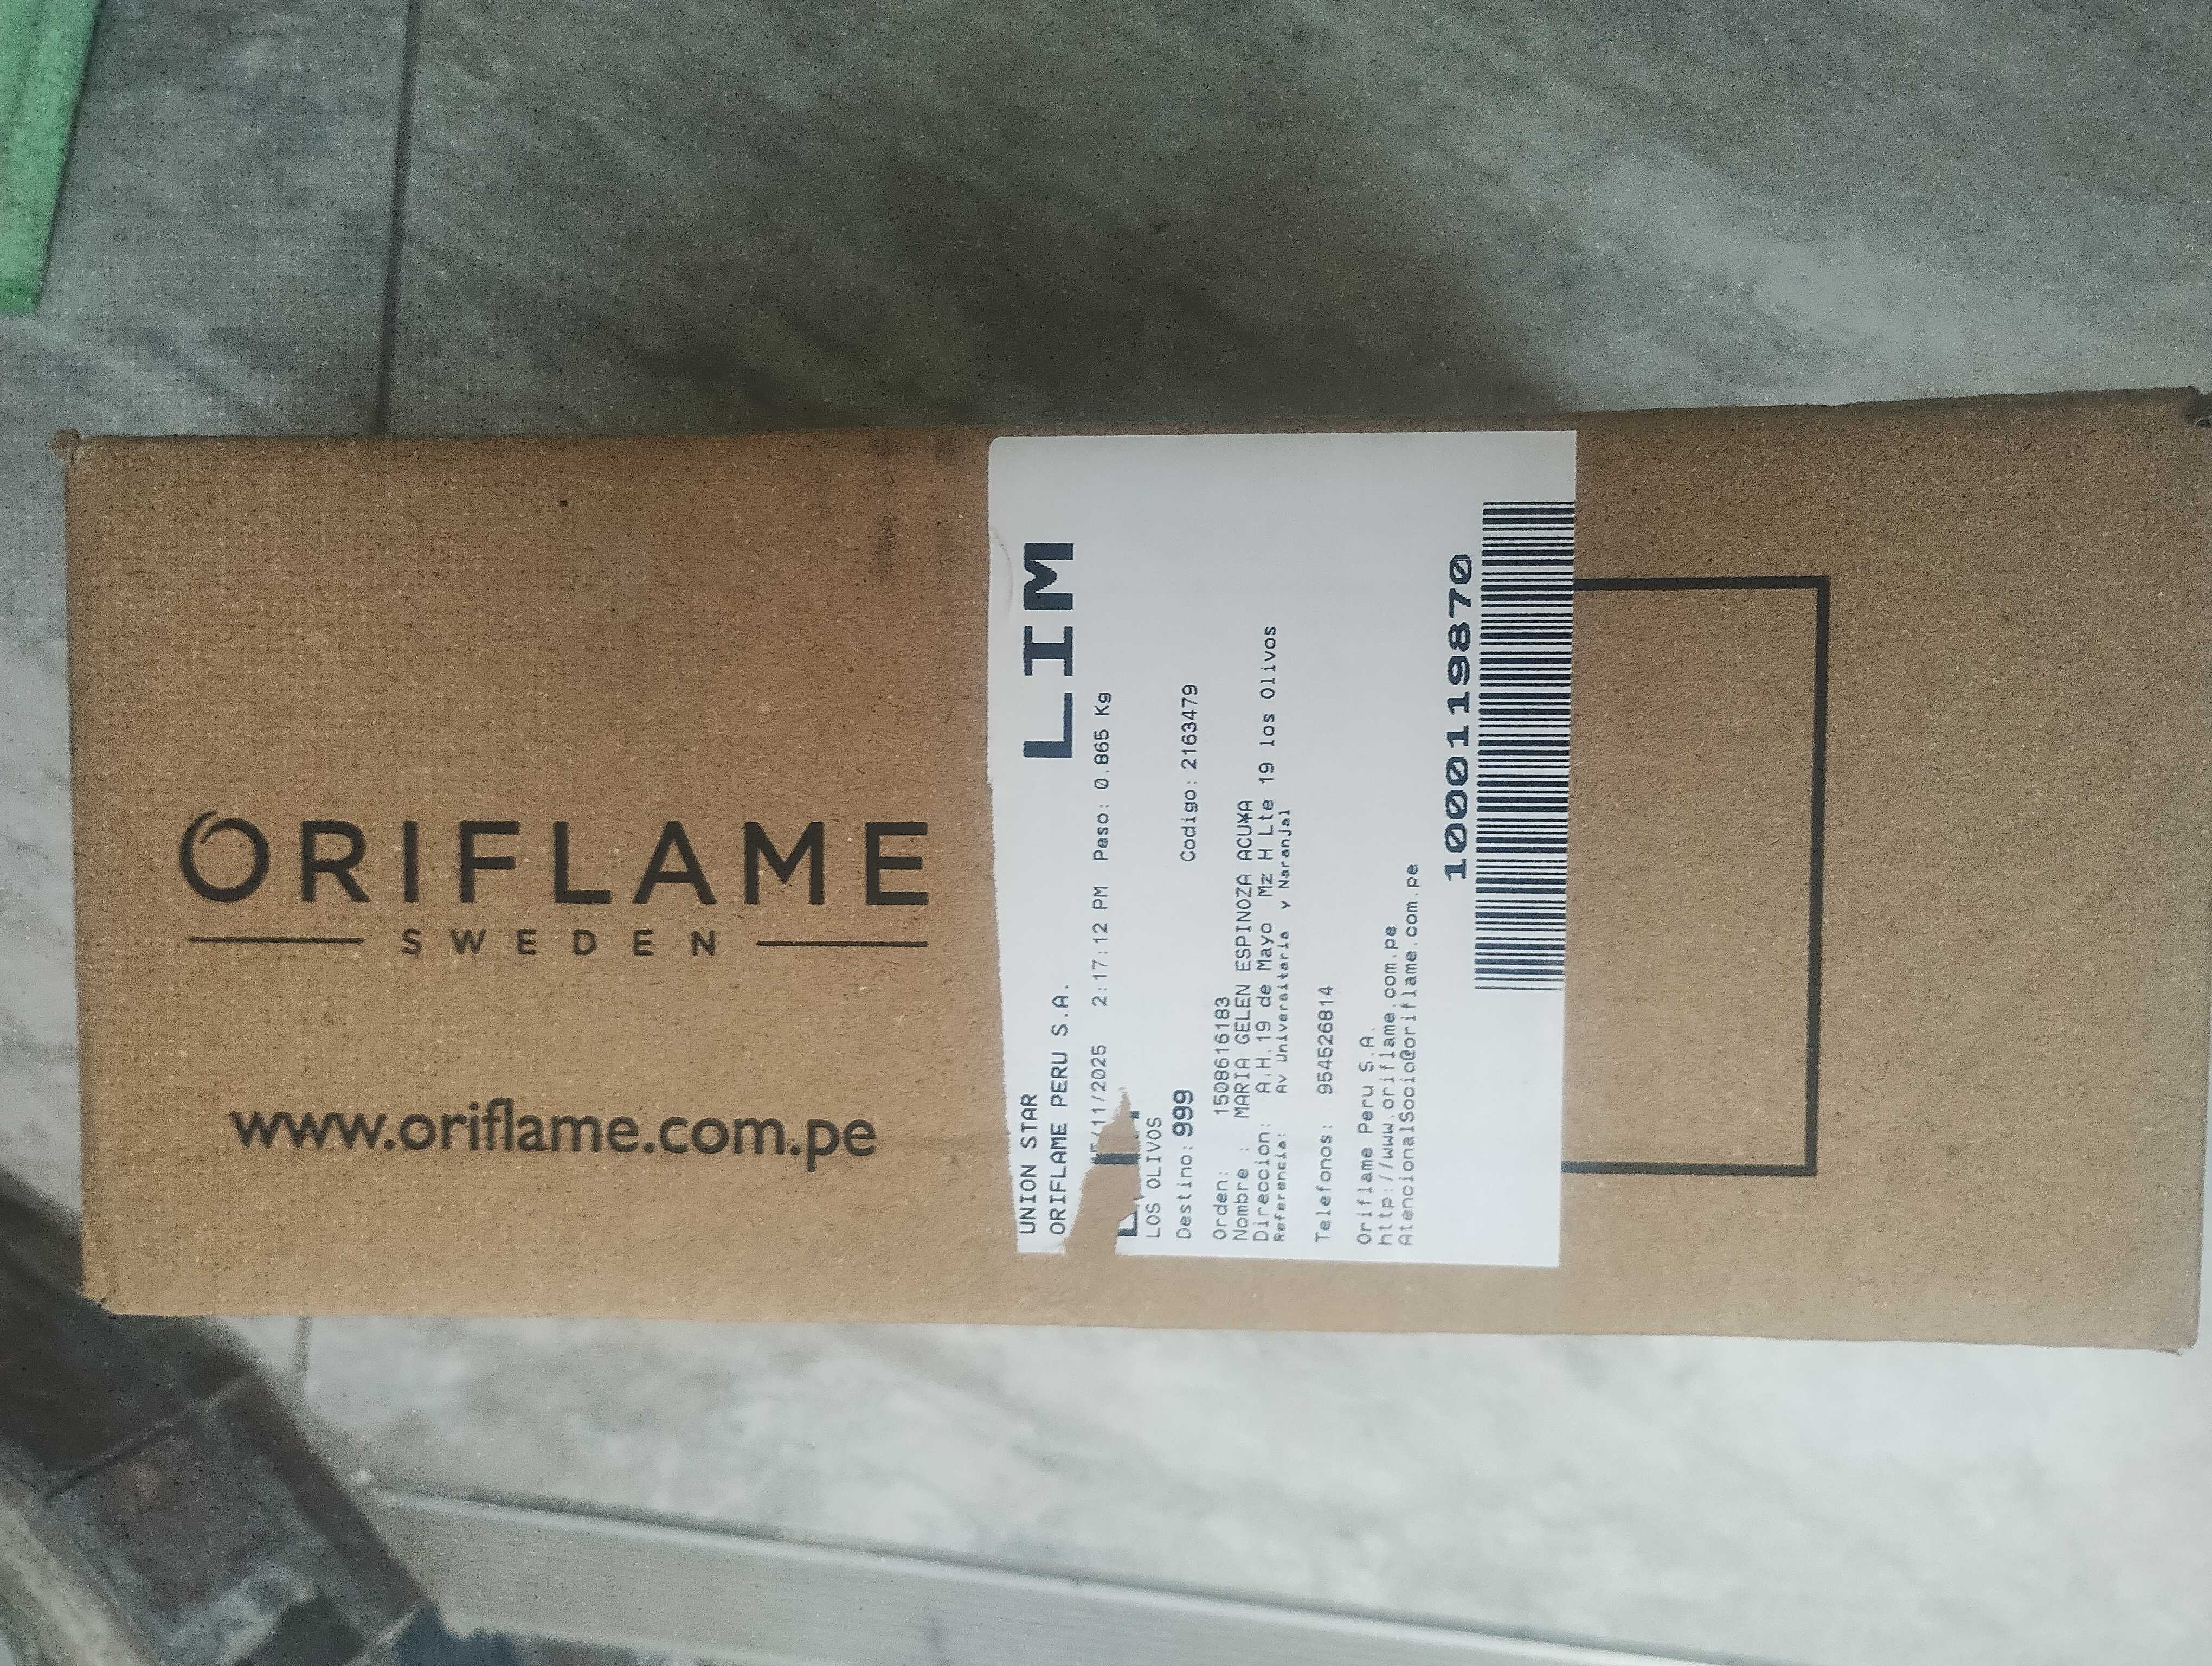 ORIFLAME
SWEDEN
www.oriflame.com.pe
UNION STAR
ORIFLAME PERU S.A.
LIM
/11/2025 2:17:12 PM Peso: 0.865 Kg
LOS OLIVOS
Destino: 999 Codigo: 2163479
Orden: 1508616183
Nombre : MARIA GELEN ESPINOZA ACU¥A
Direccion: A.H.19 de Mayo Mz H Lte 19 los Olivos
Referencia: Av Universitaria y Naranjal
Telefonos: 954526814
Oriflame Peru S.A.
http://www.oriflame.com.pe
AtencionalSocio@oriflame.com.pe
10001119870